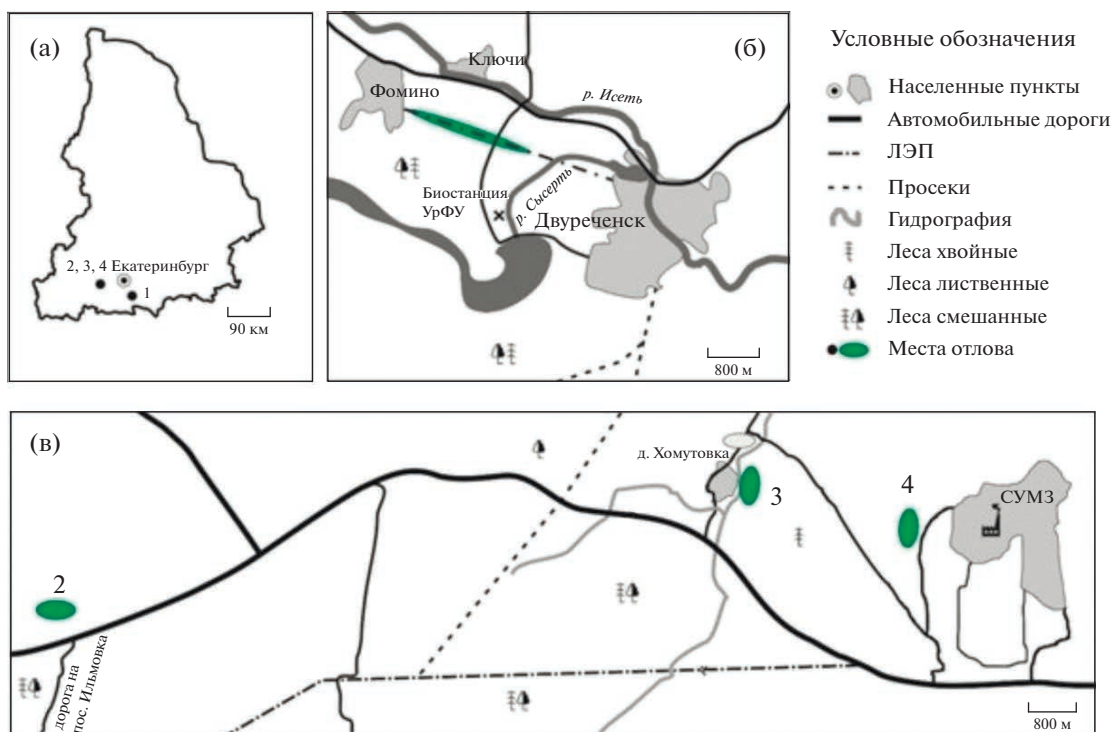 (а)
2, 3, 4 Екатеринбург
1
90 км
(б)
Ключи
Фомино
р. Исеть
Биостанция
УрФУ
р. Сысерть
Двуреченск
800 м
Условные обозначения
Населенные пункты
Автомобильные дороги
ЛЭП
Просеки
Гидрография
Леса хвойные
Леса лиственные
Леса смешанные
Места отлова
(в)
д. Хомутовка
3
4
СУМЗ
2
дорога на
пос. Ильмовка
800 м